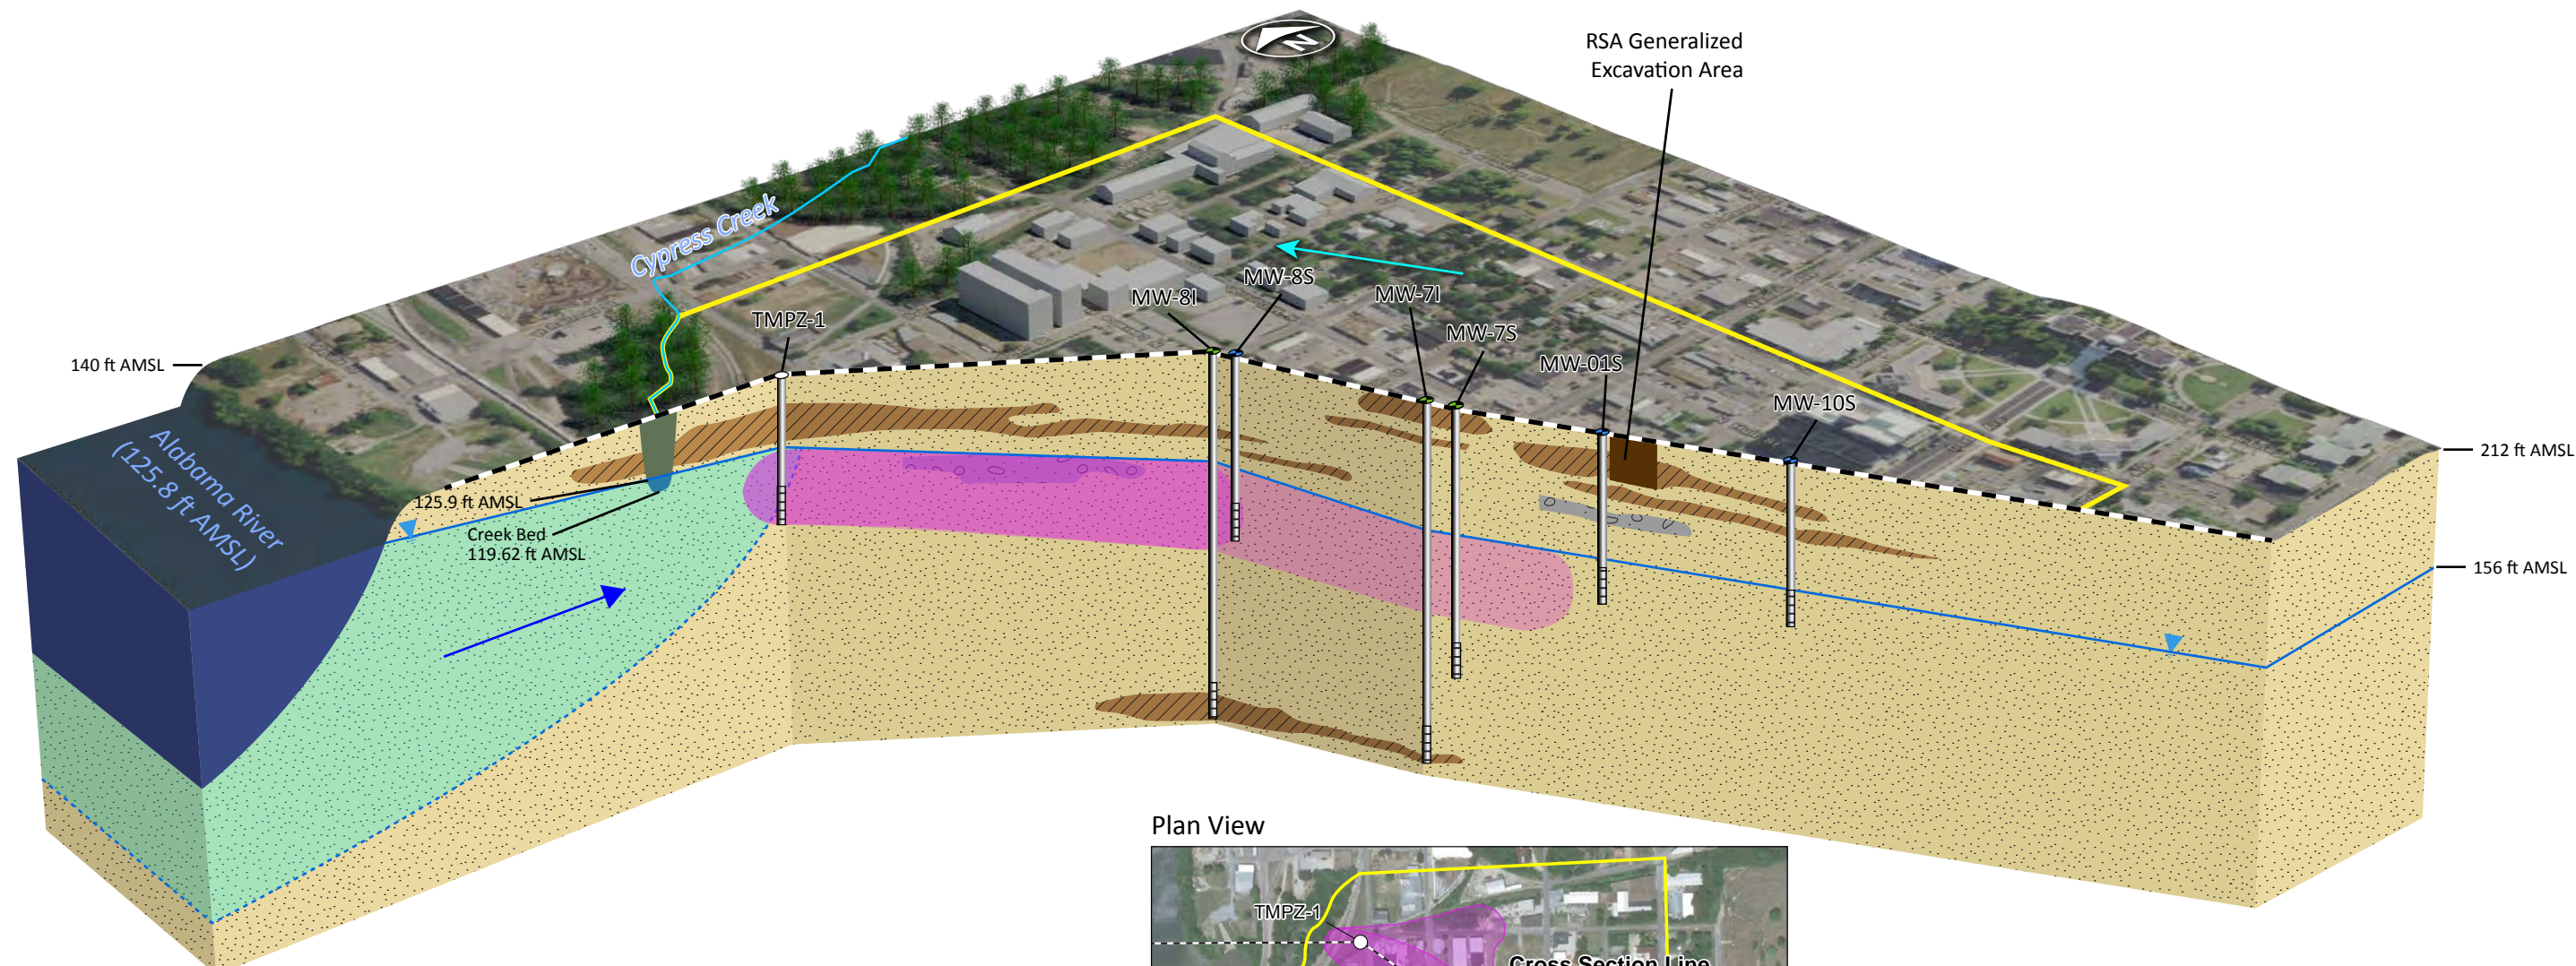 N
RSA Generalized
Excavation Area
Cypress Creek
MW-8S
MW-8I
MW-7I
TMPZ-1
MW-7S
MW-01S
140 ft AMSL
MW-10S
212 ft AMSL
Alabama River
(125.8 ft AMSL)
125.9 ft AMSL
Creek Bed
119.62 ft AMSL
156 ft AMSL
Plan View
TMPZ-1
Cross Section Line